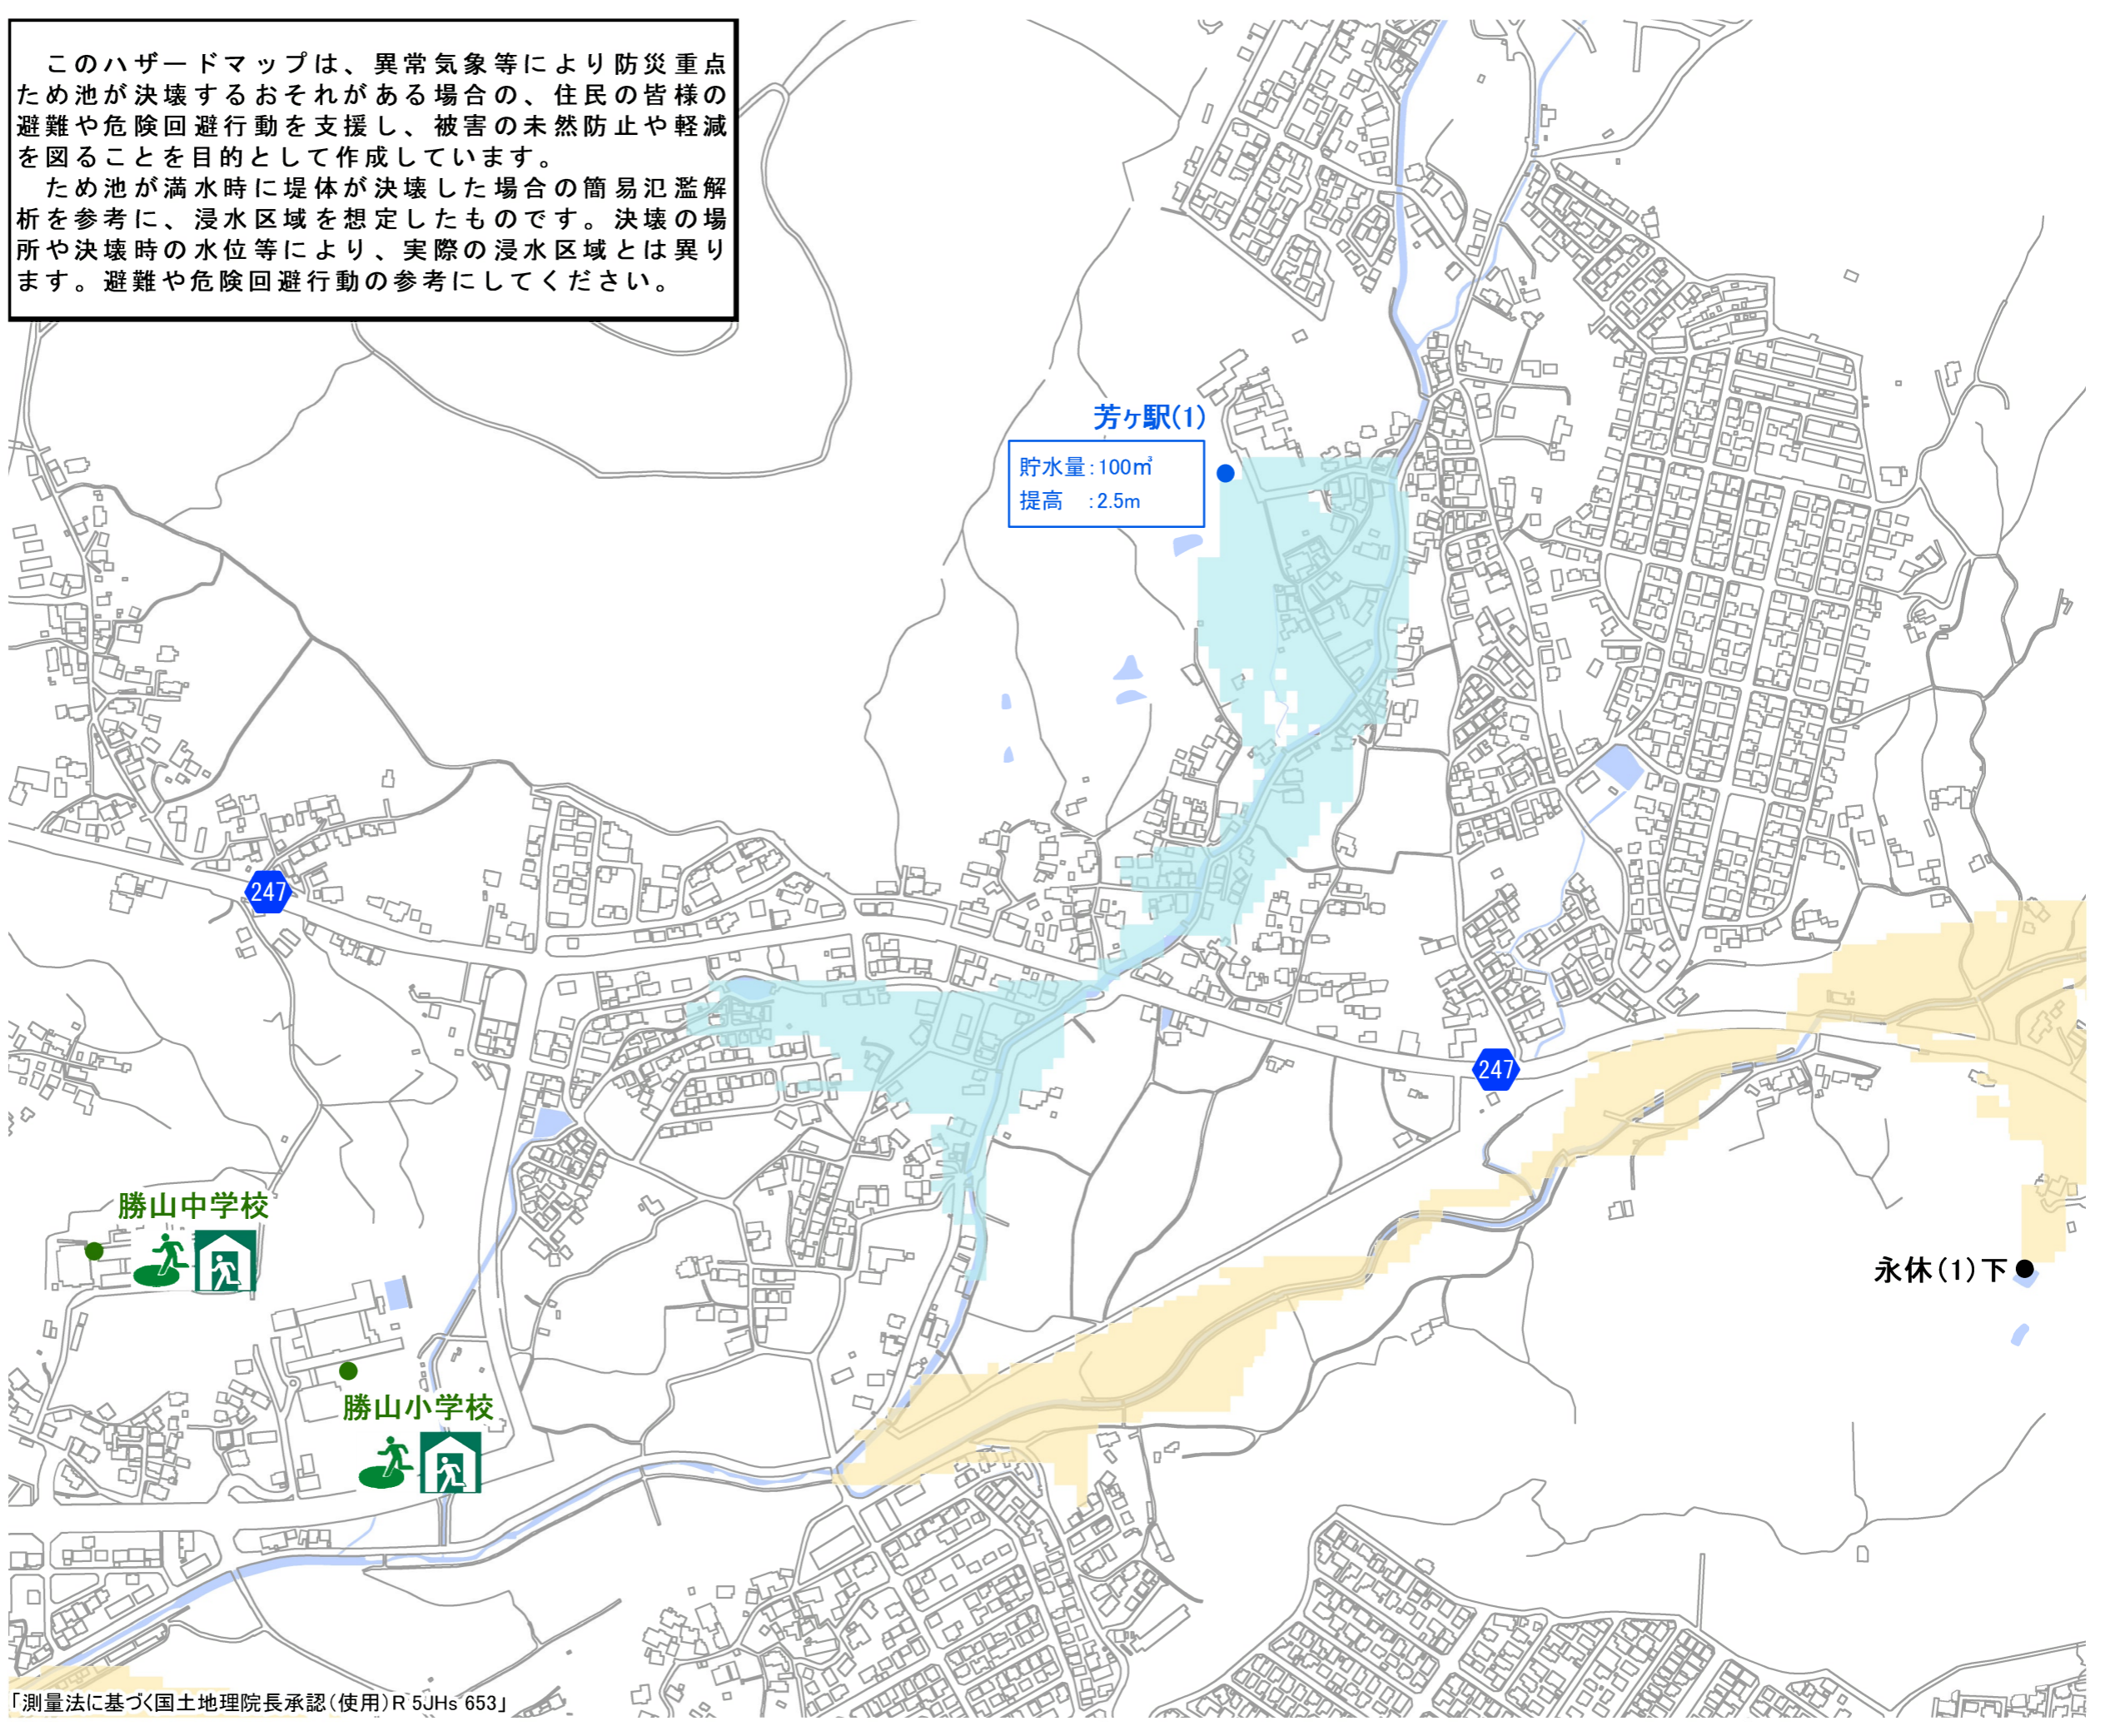 このハザードマップは、異常気象等により防災重点
ため池が決壊するおそれがある場合の、住民の皆様の
避難や危険回避行動を支援し、被害の未然防止や軽減
を図ることを目的として作成しています。
ため池が満水時に堤体が決壊した場合の簡易氾濫解
析を参考に、浸水区域を想定したものです。決壊の場
所や決壊時の水位等により、実際の浸水区域とは異り
ます。避難や危険回避行動の参考にしてください。
芳ヶ駅(1)
貯水量:100㎥
提高 :2.5m
247
247
勝山中学校
永休(1)下
勝山小学校
「測量法に基づく国土地理院長承認(使用)R 5JHs 653」